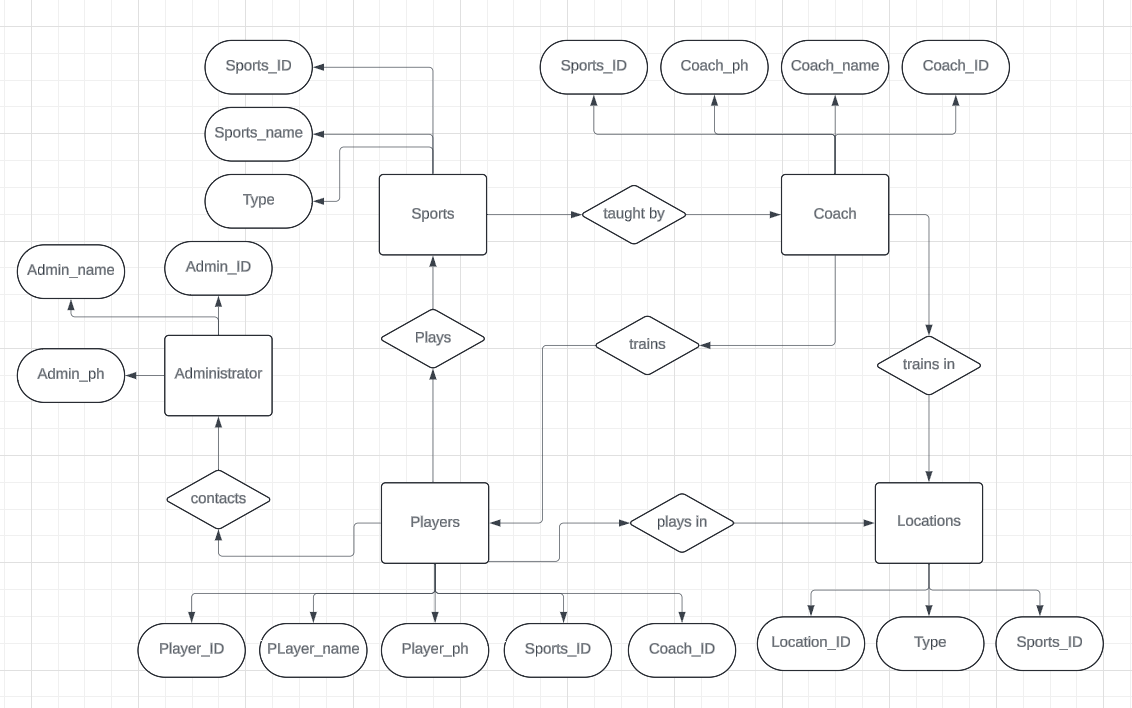 Sports_ID
Sports_ID
Coach_ph
Coach_name
Coach_ID
Sports_name
Type
Sports
taught by
Coach
Admin_name
Admin_ID
Plays
trains
trains in
Admin_ph
Administrator
contacts
Players
plays in
Locations
Player_ID
PLayer_name
Player_ph
Sports_ID
Coach_ID
Location_ID
Type
Sports_ID